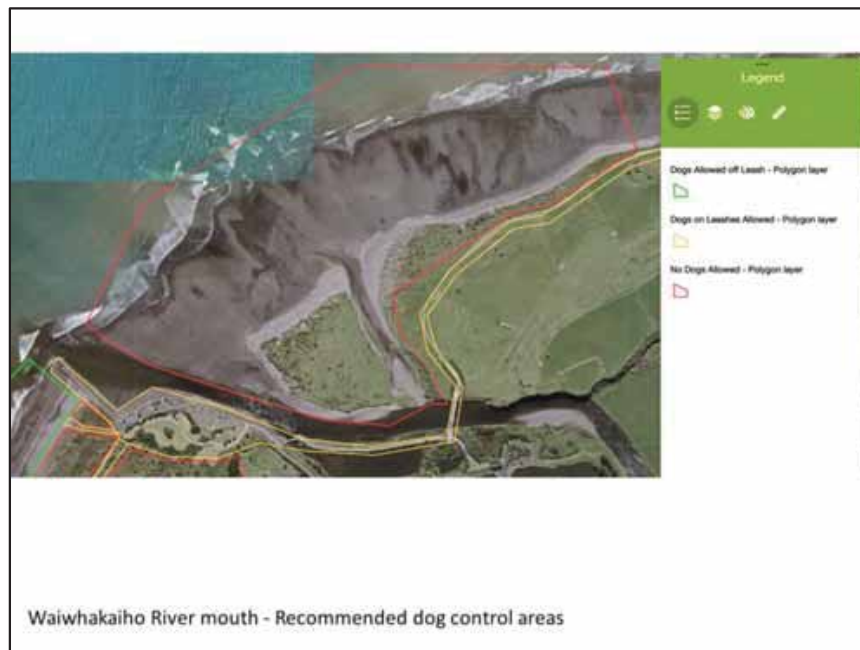 Legend
Dogs Allowed off Leash - Polygon layer
Dogs on Leashes Allowed - Polygon layer
No Dogs Allowed - Polygon layer
Waiwhakaiho River mouth - Recommended dog control areas